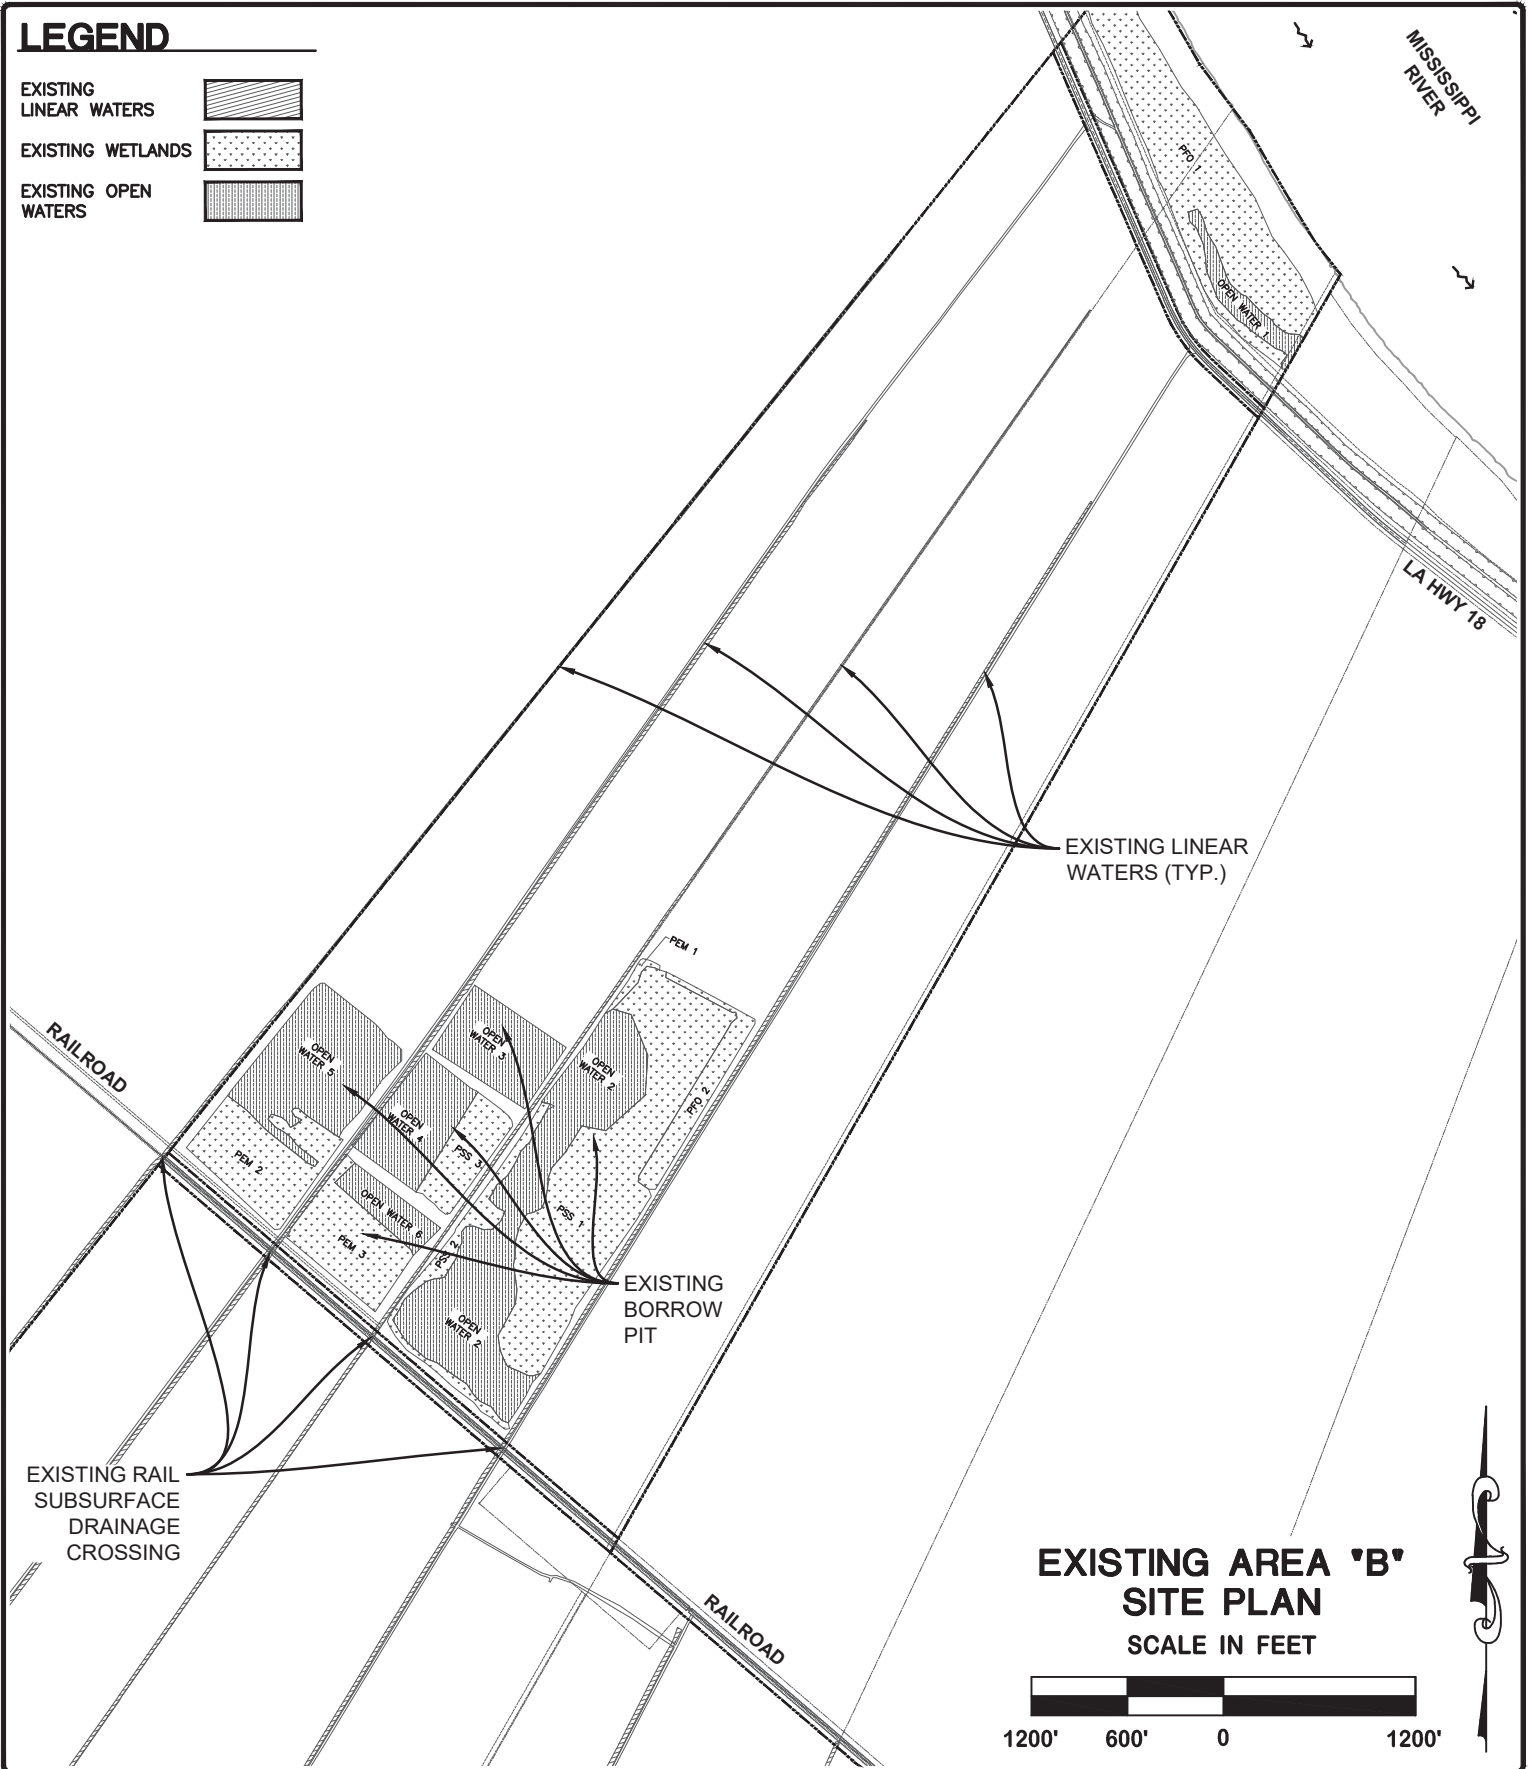 LEGEND
EXISTING
LINEAR WATERS
EXISTING WETLANDS
EXISTING OPEN
WATERS
MISSISSIPPI
RIVER
PFO 1
OPEN WATER 1
LA HWY 18
EXISTING LINEAR
WATERS (TYP.)
PEM 1
RAILROAD
OPEN
WATER 5
OPEN
WATER 3
OPEN
WATER 2
OPEN
WATER 4
PFO 2
PSS 3
PEM 2
OPEN WATER 6
PSS 1
PEM 3
PSS 2
OPEN
WATER 2
EXISTING
BORROW
PIT
EXISTING RAIL
SUBSURFACE
DRAINAGE
CROSSING
RAILROAD
EXISTING AREA "B"
SITE PLAN
SCALE IN FEET
1200' 600' 0 1200'